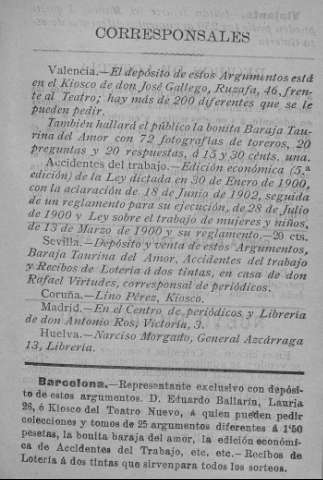 CORRESPONSALES
Valencia.—El depósito de estos Argumentos está
en el Kiosco de don José Gallego, Ruzafa, 46, fren-
te al Teatro; hay más de 200 diferentes que se le
pueden pedir.
También hallará el público la bonita Baraja Tau-
rina del Amor con 72 fotografías de toreros, 20
preguntas y 20 respuestas, á 15 y 30 cénts. una.
Accidentes del trabajo.—Edición económica (5.ª
edición) de la Ley dictada en 30 de Enero de 1900,
con la aclaración de 18 de Junio de 1902, seguida
de un reglamento para su ejecución, de 28 de Julio
de 1900 y Ley sobre el trabajo de mujeres y niños,
de 13 de Marzo de 1900 y su reglamento.—20 cts.
Sevilla.—Depósito y venta de estos Argumentos,
Baraja Taurina del Amor, Accidentes del trabajo
y Recibos de Lotería á dos tintas, en casa de don
Rafael Virtudes, corresponsal de periódicos.
Coruña.—Lino Pérez, Kiosco.
Madrid.—En el Centro de periódicos y Librería
de don Antonio Ros; Victoria, 3.
Huelva.—Narciso Morgado, General Azcárraga
13, Librería.
Barcelona.—Representante exclusivo con depósi-
to de estos argumentos. D. Eduardo Ballarin, Lauria
26, ó Kiosco del Teatro Nuevo, á quien pueden pedir
colecciones y tomos de 25 argumentos diferentes á 1'50
pesetas, la bonita baraja del amor, la edición económi-
ca de Accidentes del Trabajo, etc. etc.—Recibos de
Lotería á dos tintas que sirvenpara todos los sorteos.